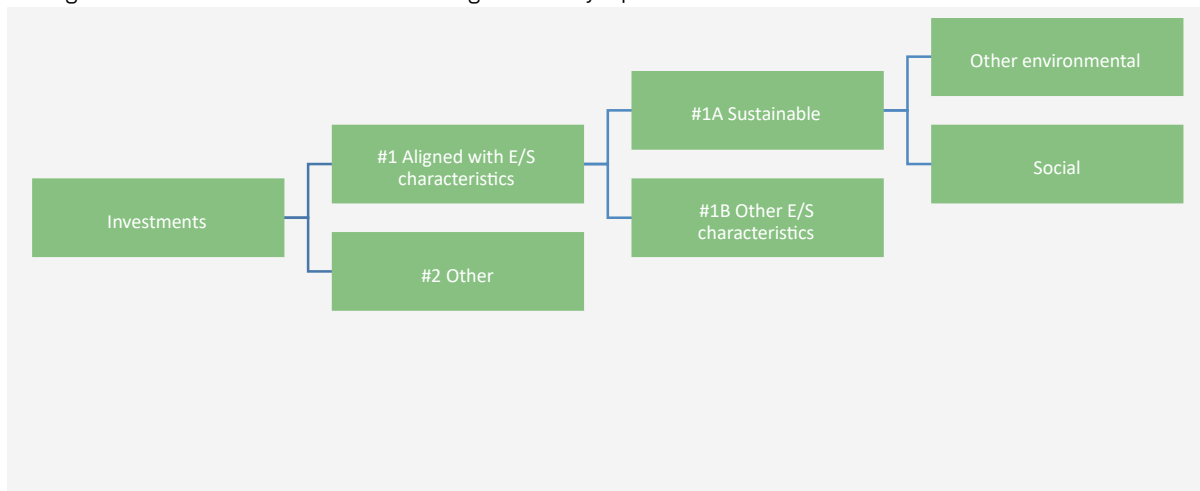 Other environmental
#1A Sustainable
#1 Aligned with E/S
characteristics
Social
Investments
#1B Other E/S
characteristics
#2 Other